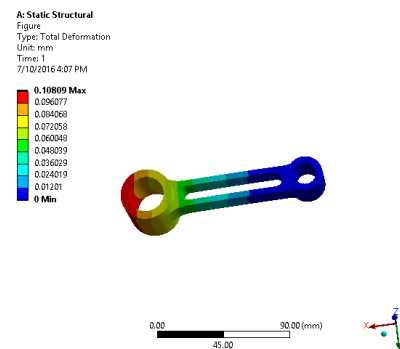 A: Static Structural
Figure
Type: Total Deformation
Unit: mm
Time: 1
7/10/2016 4:07 PM
0.10809 Max
0.096077
0.084068
0.072058
0.060048
0.048039
0.036029
0.024019
0.01201
0 Min
0.00
90.00 (mm)
45.00
Z
X